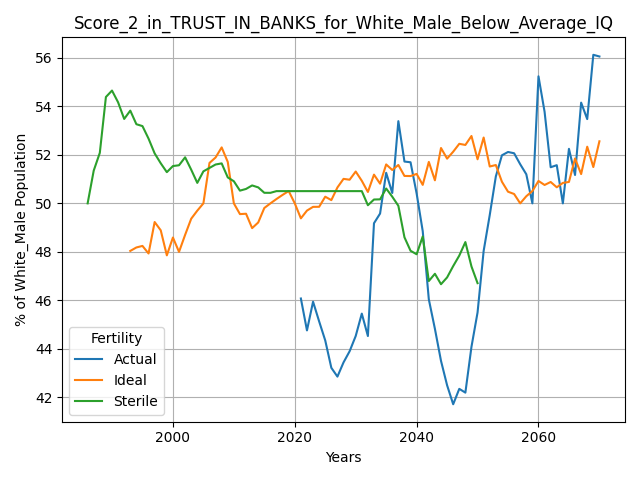 Score_2_in_TRUST_IN_BANKS_for_White_Male_Below_Average_IQ
% of White_Male Population
56
54
52
50
48
46
44
42
Fertility
Actual
Ideal
Sterile
2000 2020 2040 2060
Years